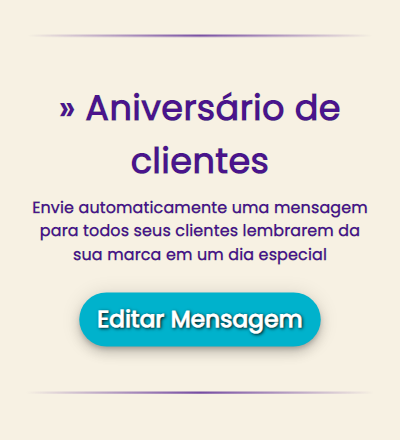 » Aniversário de
clientes
Envie automaticamente uma mensagem
para todos seus clientes lembrarem da
sua marca em um dia especial
Editar Mensagem